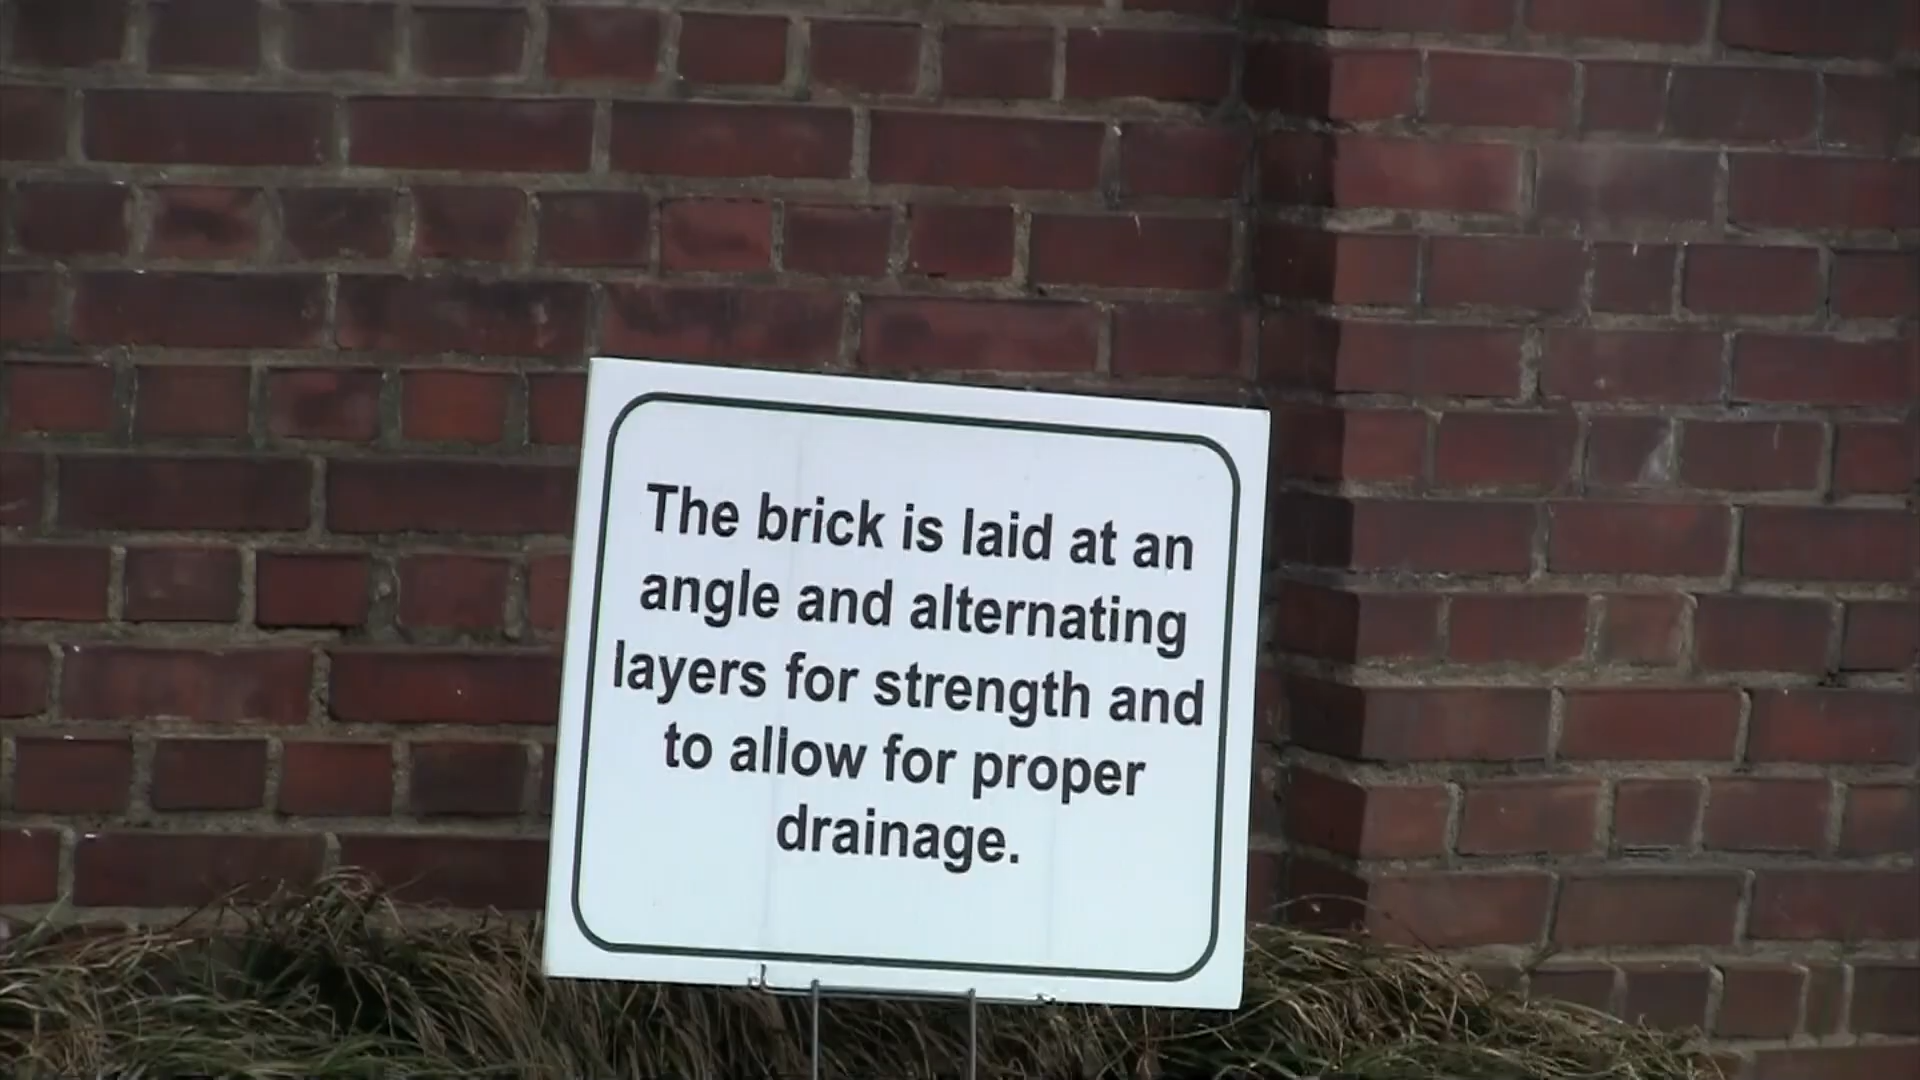 The brick is laid at an
angle and alternating
layers for strength and
to allow for proper
drainage.